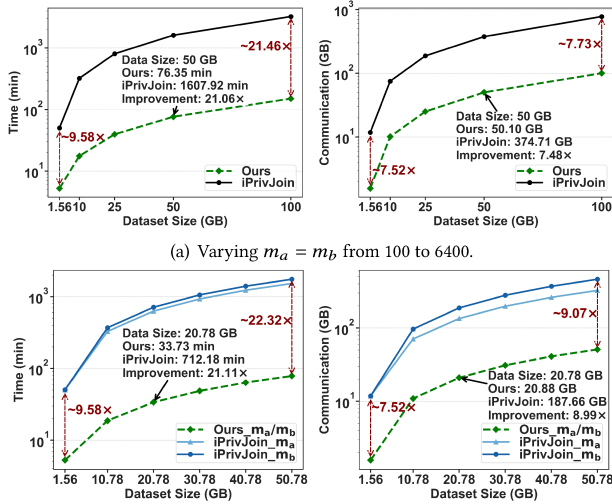 Time (min)
10³
10²
10¹
~21.46×
Data Size: 50 GB
Ours: 76.35 min
iPrivJoin: 1607.92 min
Improvement: 21.06×
~9.58×
Ours
iPrivJoin
1.56 10 25 50 100
Dataset Size (GB)
Communication (GB)
10³
10²
10¹
~7.73×
Data Size: 50 GB
Ours: 50.10 GB
iPrivJoin: 374.71 GB
Improvement: 7.48×
~7.52×
Ours
iPrivJoin
1.56 10 25 50 100
Dataset Size (GB)
(a) Varying mₐ = m_b from 100 to 6400.
Time (min)
10³
10²
10¹
~22.32×
Data Size: 20.78 GB
Ours: 33.73 min
iPrivJoin: 712.18 min
Improvement: 21.11×
~9.58×
Ours_mₐ/m_b
iPrivJoin_mₐ
iPrivJoin_m_b
1.56 10.78 20.78 30.78 40.78 50.78
Dataset Size (GB)
Communication (GB)
10²
10¹
~9.07×
Data Size: 20.78 GB
Ours: 20.88 GB
iPrivJoin: 187.66 GB
Improvement: 8.99×
~7.52×
Ours_mₐ/m_b
iPrivJoin_mₐ
iPrivJoin_m_b
1.56 10.78 20.78 30.78 40.78 50.78
Dataset Size (GB)